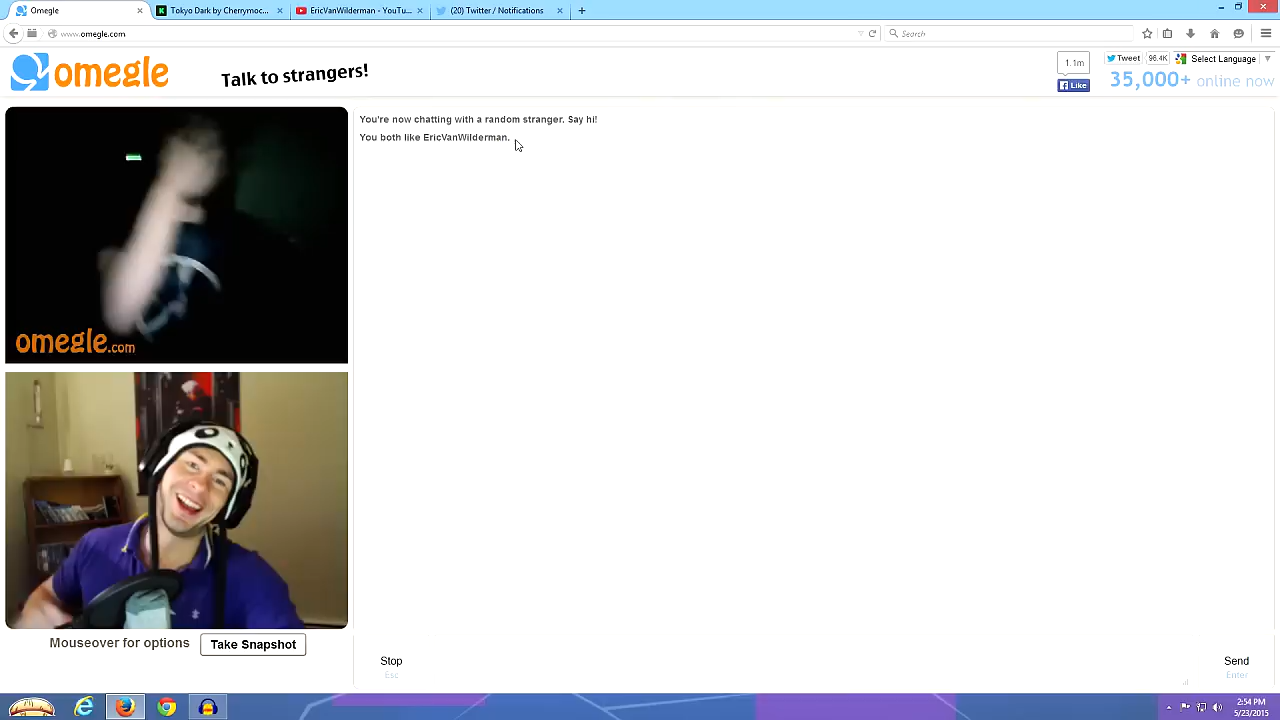 Omegle
Tokyo Dark by Cherrymoc...
EricVanWilderman - YouTu...
(20) Twitter / Notifications
www.omegle.com
Search
omegle
Talk to strangers!
1.1m
Like
Tweet
96.4K
Select Language
35,000+ online now
You're now chatting with a random stranger. Say hi!
You both like EricVanWilderman.
omegle.com
Mouseover for options
Take Snapshot
Stop
Esc
Send
Enter
2:54 PM
5/23/2015